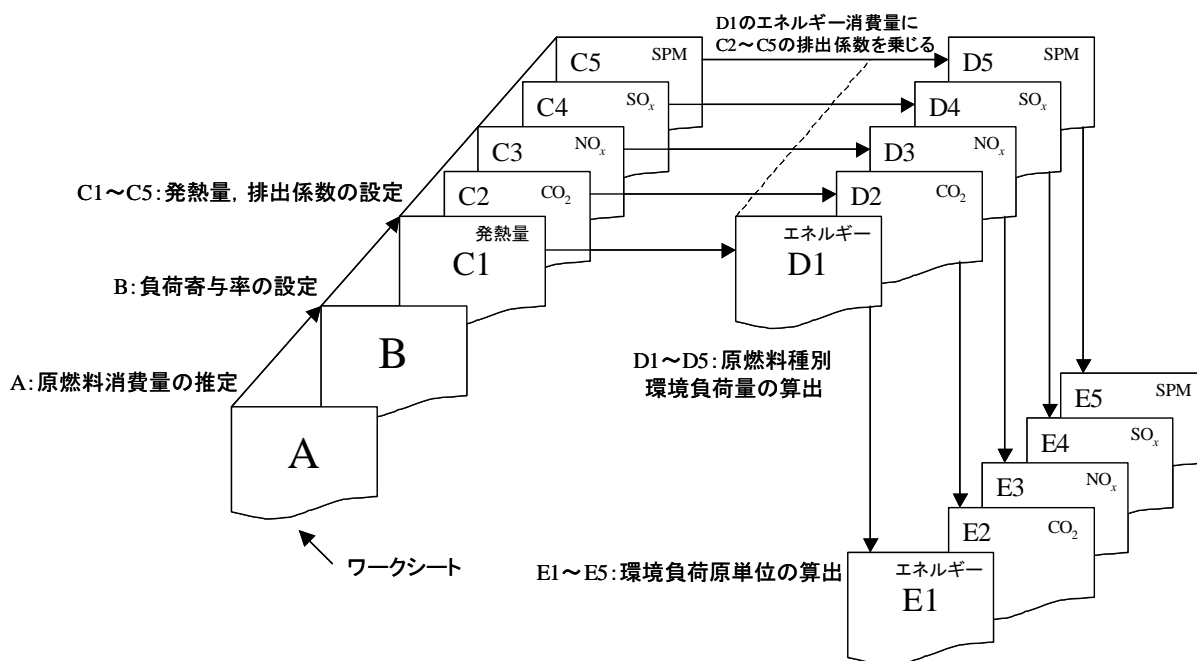 D1のエネルギー消費量に
C2～C5の排出係数を乗じる
C5 SPM
D5 SPM
C4 SOx
D4 SOx
C3 NOx
D3 NOx
C1～C5：発熱量，排出係数の設定
C2 CO2
D2 CO2
発熱量
C1
エネルギー
D1
B：負荷寄与率の設定
B
D1～D5：原燃料種別
環境負荷量の算出
A：原燃料消費量の推定
A
E5 SPM
E4 SOx
E3 NOx
E2 CO2
ワークシート
E1～E5：環境負荷原単位の算出
エネルギー
E1